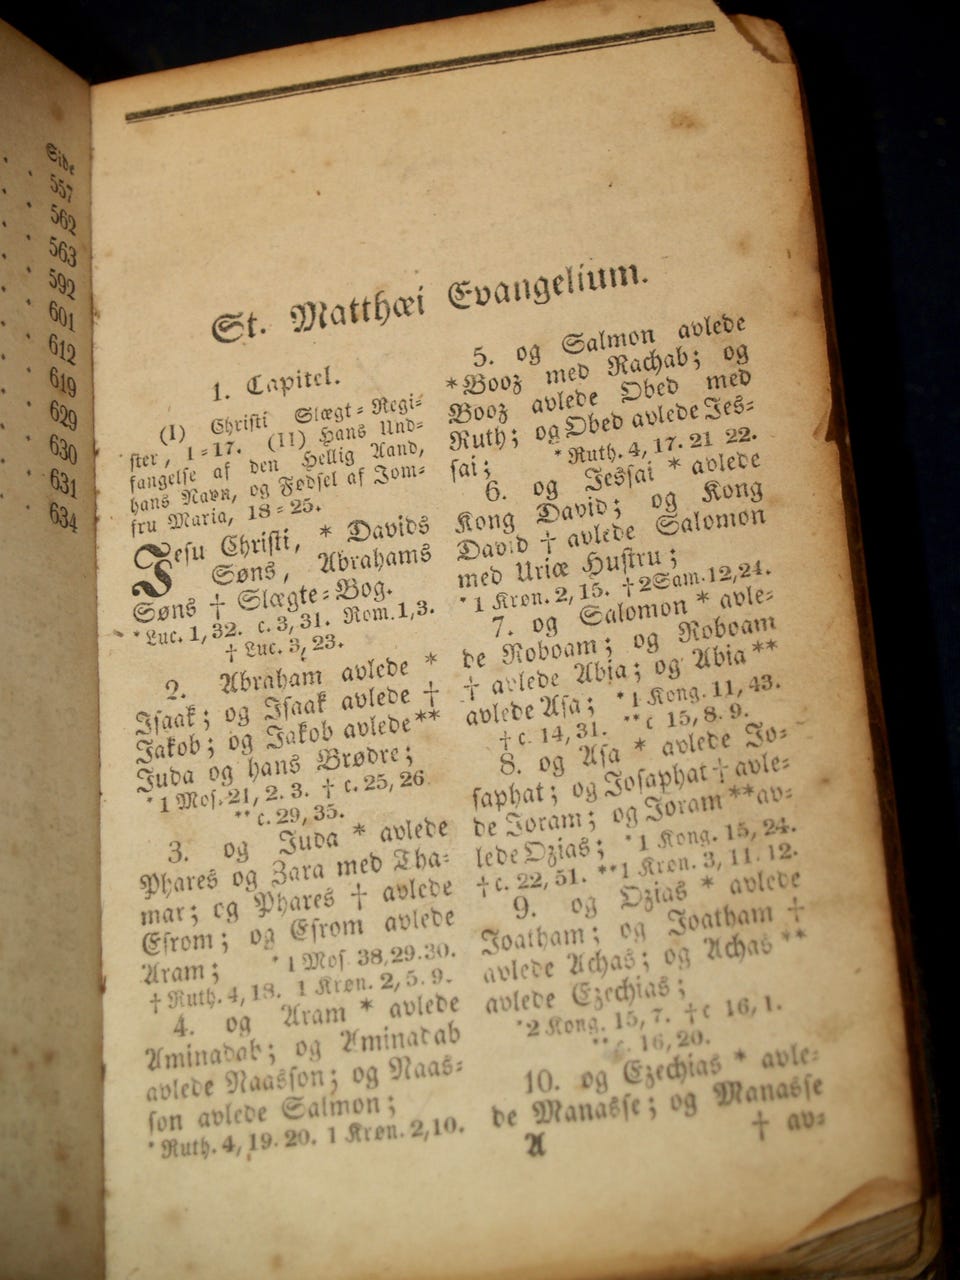 Side
557
562
563
592
601
612
619
629
630
631
634
St. Matthæi Evangelium.
1. Capitel.
(I) Christi Slægt=Regi=
ster, 1=17. (II) Hans Und=
fangelse af den Hellig Aand,
hans Navn, og Fødsel af Jom=
fru Maria, 18=25.
Jesu Christi, * Davids
Søns, Abrahams
Søns † Slægte=Bog.
*Luc. 1, 32. c. 3, 31. Rom. 1, 3.
† Luc. 3, 23.
2. Abraham avlede *
Isaak; og Isaak avlede †
Jakob; og Jakob avlede **
Juda og hans Brødre;
*1 Mos. 21, 2. 3. † c. 25, 26
** c. 29, 35.
3. og Juda * avlede
Phares og Zara med Tha=
mar; og Phares † avlede
Esrom; og Esrom avlede
Aram; *1 Mos 38, 29. 30.
† Ruth. 4, 18. 1 Krøn. 2, 5. 9.
4. og Aram * avlede
Aminadab; og Aminadab
avlede Naasson; og Naas=
son avlede Salmon;
*Ruth. 4, 19. 20. 1 Krøn. 2, 10.
5. og Salmon avlede
*Booz med Rachab; og
Booz avlede Obed med
Ruth; og Obed avlede Jes=
sai; *Ruth. 4, 17. 21 22.
6. og Jessai * avlede
Kong David; og Kong
David † avlede Salomon
med Uriæ Hustru;
*1 Krøn. 2, 15. †2 Sam. 12, 24.
7. og Salomon * avle=
de Roboam; og Roboam
† avlede Abia; og Abia **
avlede Asa; *1 Kong. 11, 43.
† c. 14, 31. **c 15, 8. 9.
8. og Asa * avlede Jo=
saphat; og Josaphat † avle=
de Joram; og Joram ** av=
lede Ozias; *1 Kong. 15, 24.
† c. 22, 51. **1 Krøn. 3, 11. 12.
9. og Ozias * avlede
Joatham; og Joatham †
avlede Achas; og Achas **
avlede Ezechias;
*2 Kong. 15, 7. † c 16, 1.
** c. 16, 20.
10. og Ezechias * avle=
de Manasse; og Manasse
A † av=